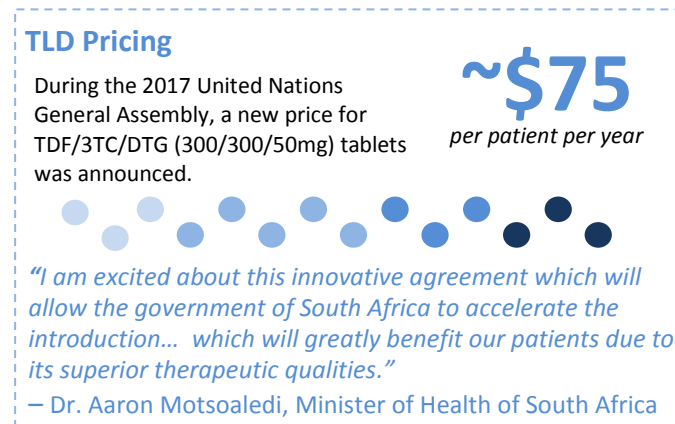 TLD Pricing
During the 2017 United Nations
General Assembly, a new price for
TDF/3TC/DTG (300/300/50mg) tablets
was announced.
~$75
per patient per year
“I am excited about this innovative agreement which will
allow the government of South Africa to accelerate the
introduction… which will greatly benefit our patients due to
its superior therapeutic qualities.”
– Dr. Aaron Motsoaledi, Minister of Health of South Africa